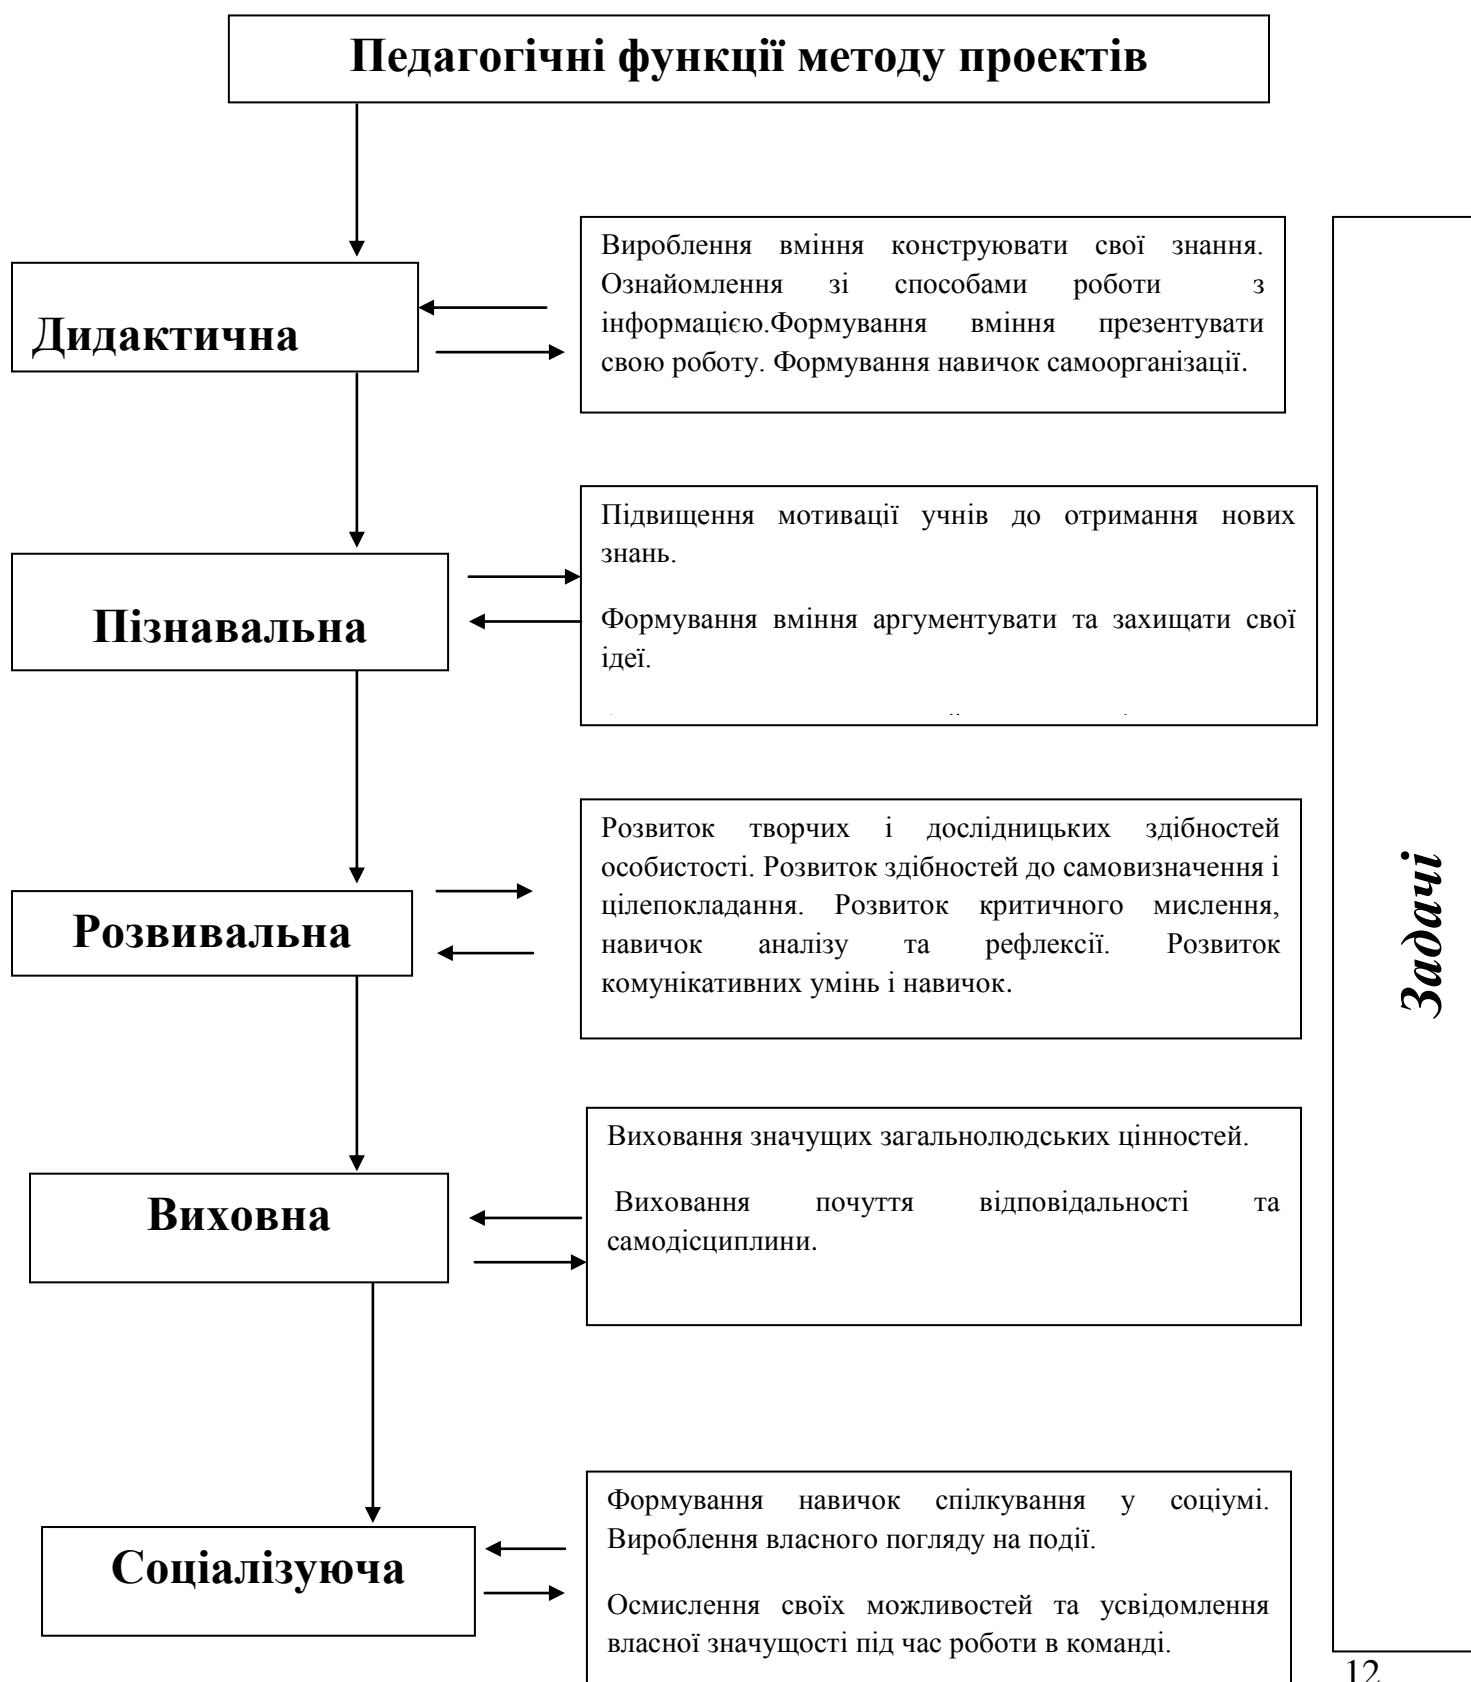 Педагогічні функції методу проектів
Вироблення вміння конструювати свої знання.
Ознайомлення зі способами роботи з
інформацією.Формування вміння презентувати
свою роботу. Формування навичок самоорганізації.
Дидактична
Підвищення мотивації учнів до отримання нових
знань.
Формування вміння аргументувати та захищати свої
ідеї.
Пізнавальна
Розвиток творчих і дослідницьких здібностей
особистості. Розвиток здібностей до самовизначення і
цілепокладання. Розвиток критичного мислення,
навичок аналізу та рефлексії. Розвиток
комунікативних умінь і навичок.
Розвивальна
Виховання значущих загальнолюдських цінностей.
Виховання почуття відповідальності та
самодісциплини.
Виховна
Формування навичок спілкування у соціумі.
Вироблення власного погляду на події.
Осмислення своїх можливостей та усвідомлення
власної значущості під час роботи в команді.
Соціалізуюча
Задачі
12